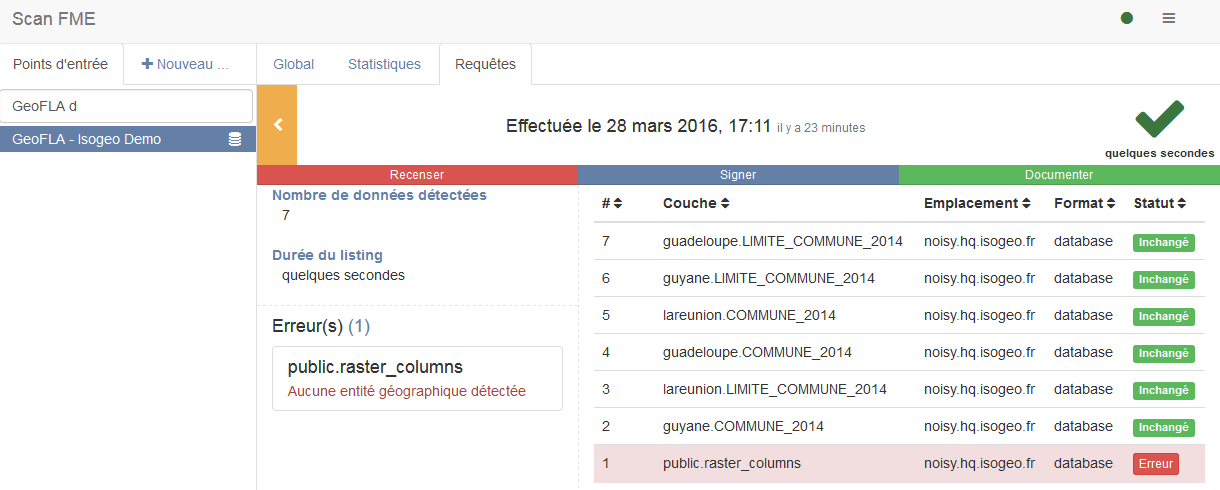 Scan FME
Points d'entrée
Nouveau ...
Global
Statistiques
Requêtes
GeoFLA d
GeoFLA - Isogeo Demo
Effectuée le 28 mars 2016, 17:11 il y a 23 minutes
quelques secondes
Recenser
Signer
Documenter
Nombre de données détectées
7
Durée du listing
quelques secondes
Erreur(s) (1)
public.raster_columns
Aucune entité géographique détectée
# Couche Emplacement Format Statut
7 guadeloupe.LIMITE_COMMUNE_2014 noisy.hq.isogeo.fr database Inchangé
6 guyane.LIMITE_COMMUNE_2014 noisy.hq.isogeo.fr database Inchangé
5 lareunion.COMMUNE_2014 noisy.hq.isogeo.fr database Inchangé
4 guadeloupe.COMMUNE_2014 noisy.hq.isogeo.fr database Inchangé
3 lareunion.LIMITE_COMMUNE_2014 noisy.hq.isogeo.fr database Inchangé
2 guyane.COMMUNE_2014 noisy.hq.isogeo.fr database Inchangé
1 public.raster_columns noisy.hq.isogeo.fr database Erreur